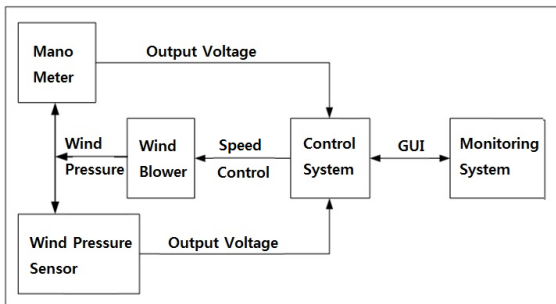 Mano
Meter
Output Voltage
Wind
Pressure
Wind
Blower
Speed
Control
Control
System
GUI
Monitoring
System
Wind Pressure
Sensor
Output Voltage